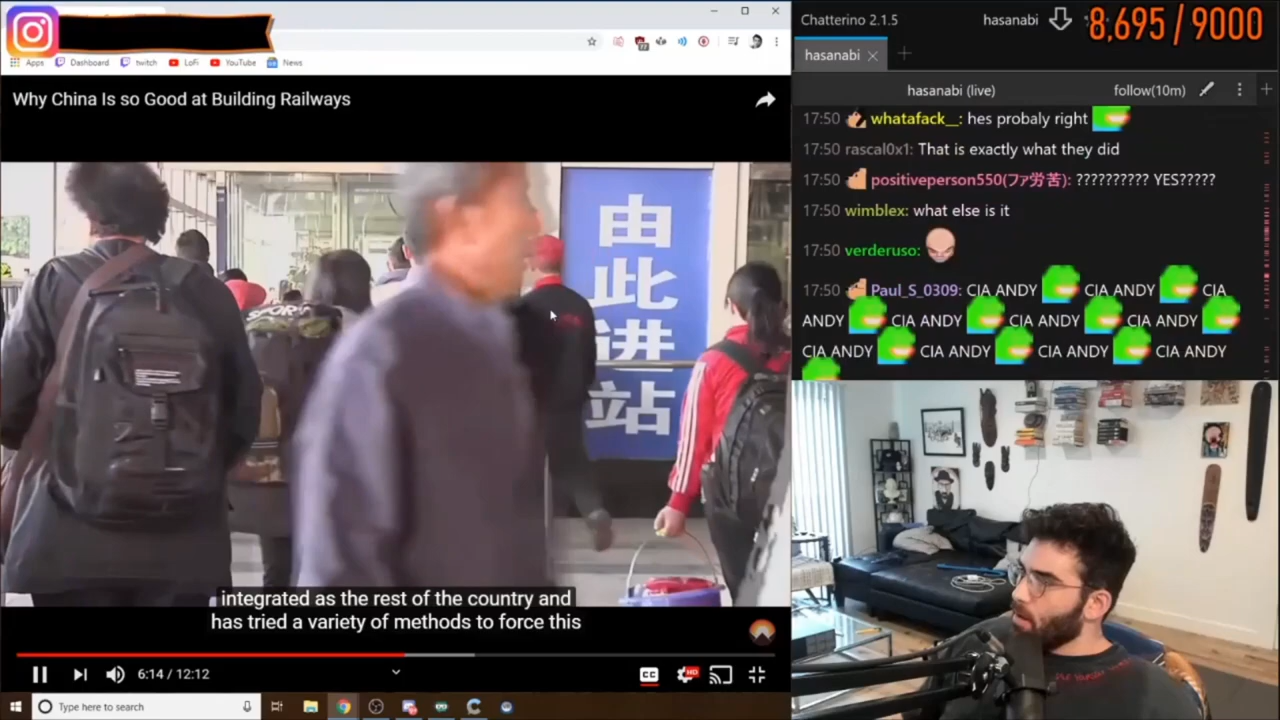 Apps
Dashboard
twitch
LoFi
YouTube
News
Why China Is so Good at Building Railways
由此进站
SPORT
integrated as the rest of the country and
has tried a variety of methods to force this
6:14 / 12:12
CC
HD
Type here to search
Chatterino 2.1.5
hasanabi
8,695 / 9000
hasanabi
hasanabi (live)
follow(10m)
17:50 whatafack__: hes probaly right
17:50 rascal0x1: That is exactly what they did
17:50 positiveperson550(ファ労苦): ?????????? YES?????
17:50 wimblex: what else is it
17:50 verderuso:
17:50 Paul_S_0309: CIA ANDY CIA ANDY CIA
ANDY CIA ANDY CIA ANDY CIA ANDY
CIA ANDY CIA ANDY CIA ANDY CIA ANDY